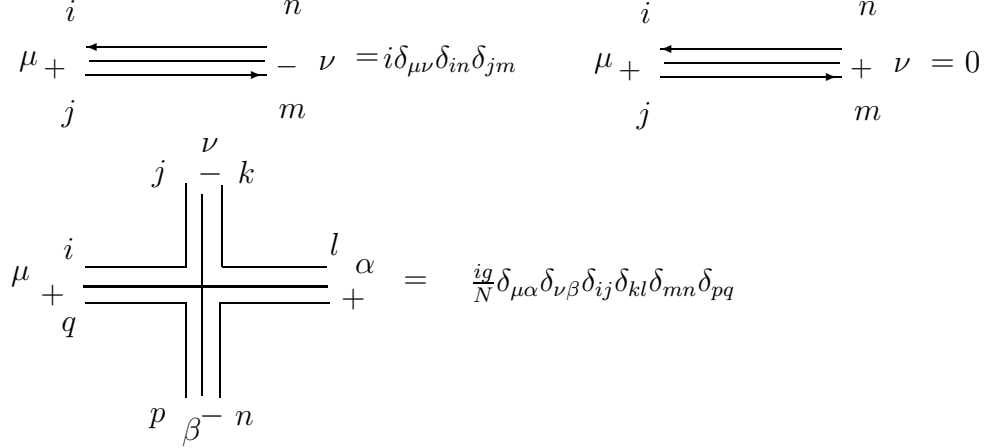 i n i n
μ + − ν = iδ_{μν}δ_{in}δ_{jm} μ + + ν = 0
j m j m
ν
j − k
i l
μ + α + = \frac{ig}{N}δ_{μα}δ_{νβ}δ_{ij}δ_{kl}δ_{mn}δ_{pq}
q
p β − n